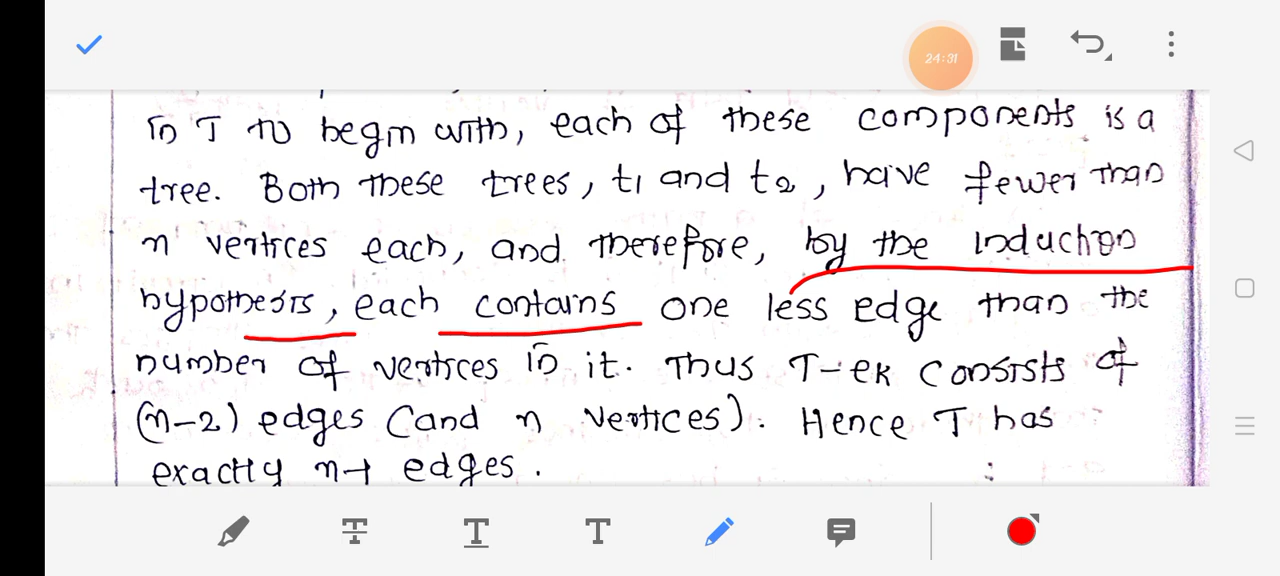 24:31
in T to begin with, each of these components is a
tree. Both these trees, t1 and t2, have fewer than
n vertices each, and therefore, by the induction
hypothesis, each contains one less edge than the
number of vertices in it. Thus T-ek consists of
(n-2) edges (and n vertices). Hence T has
exactly n-1 edges.
T T T